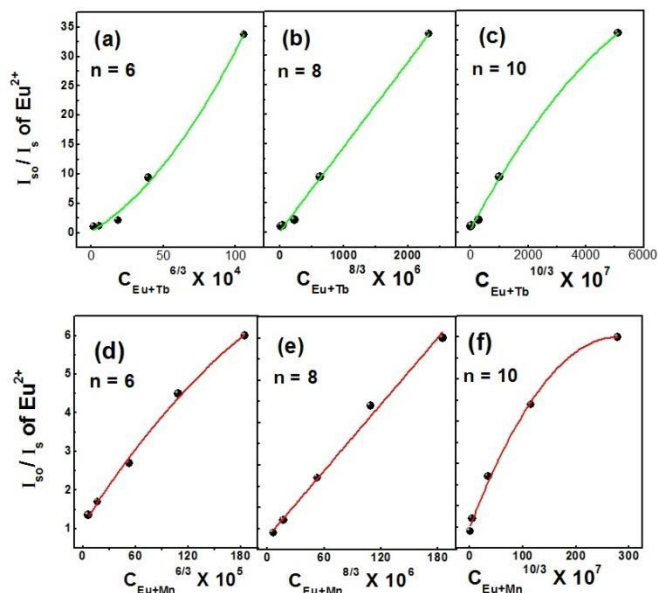 (a)
n = 6
(b)
n = 8
(c)
n = 10
I_so / I_s of Eu^2+
35
30
25
20
15
10
5
0
0 50 100
0 1000 2000
0 2000 4000 6000
C_Eu+Tb^6/3 X 10^4
C_Eu+Tb^8/3 X 10^6
C_Eu+Tb^10/3 X 10^7
(d)
n = 6
(e)
n = 8
(f)
n = 10
I_so / I_s of Eu^2+
6
5
4
3
2
1
0 60 120 180
0 60 120 180
0 100 200 300
C_Eu+Mn^6/3 X 10^5
C_Eu+Mn^8/3 X 10^6
C_Eu+Mn^10/3 X 10^7